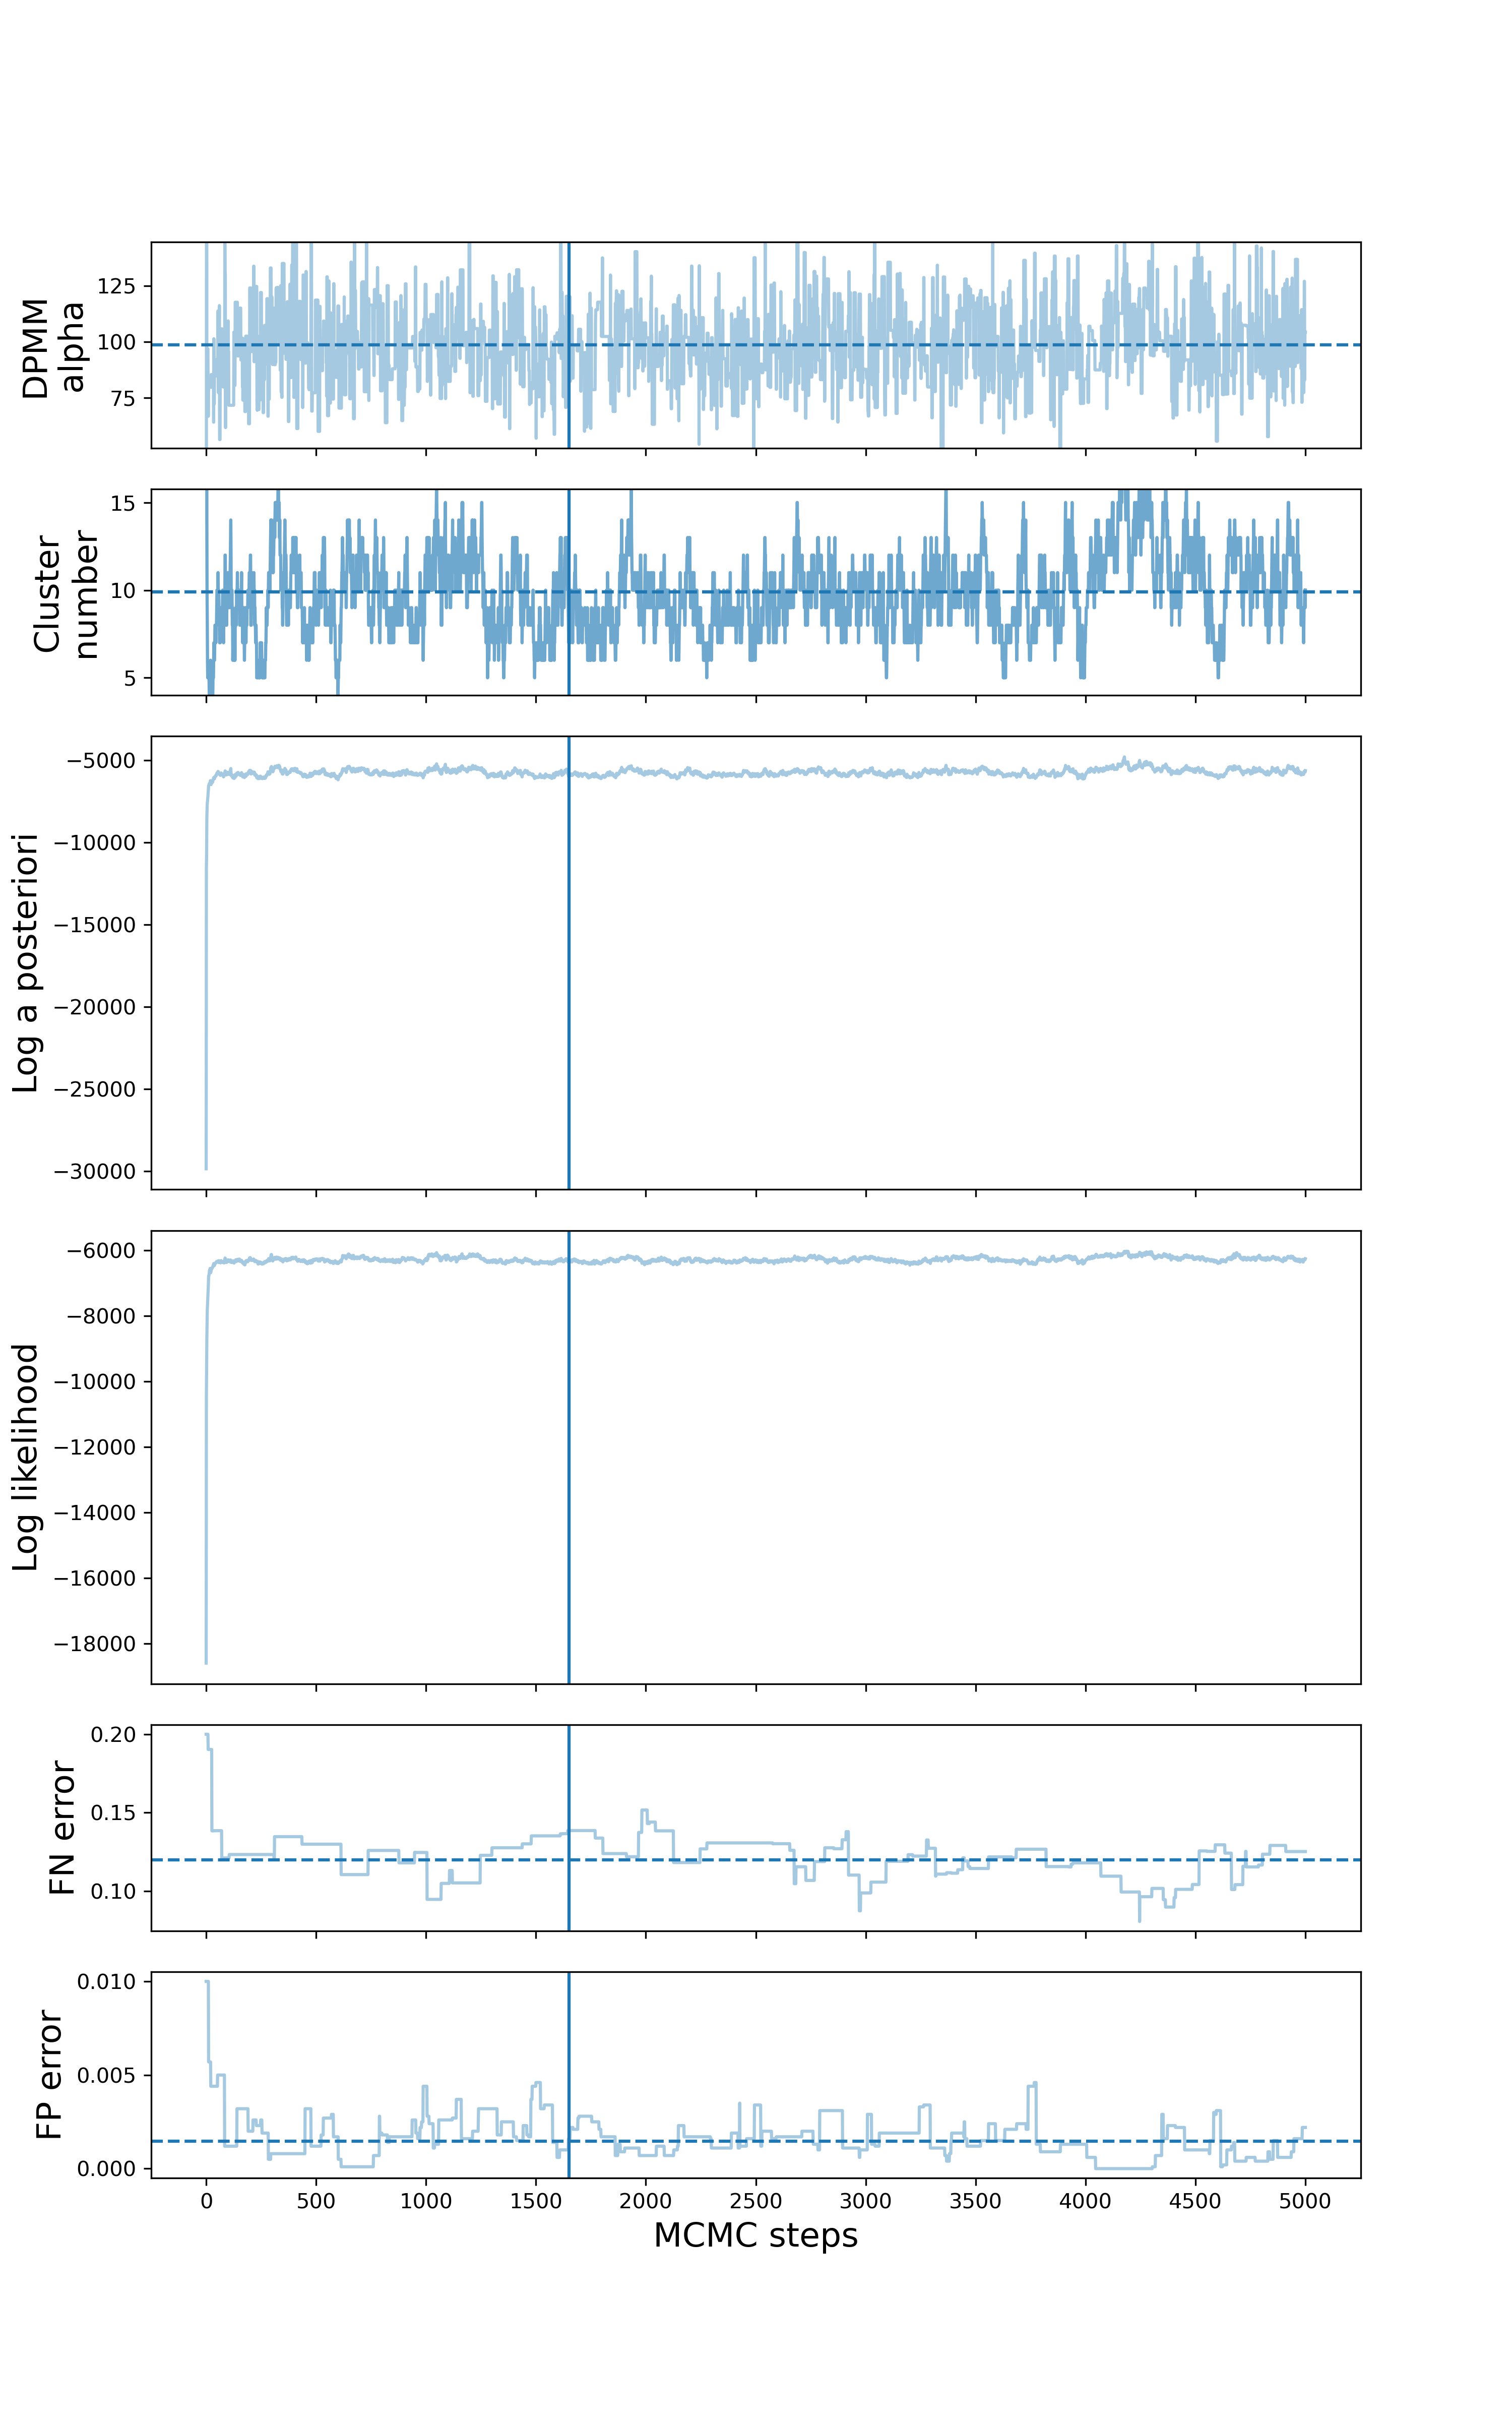 DPMM
alpha
125
100
75
Cluster
number
15
10
5
Log a posteriori
−5000
−10000
−15000
−20000
−25000
−30000
Log likelihood
−6000
−8000
−10000
−12000
−14000
−16000
−18000
FN error
0.20
0.15
0.10
FP error
0.010
0.005
0.000
0 500 1000 1500 2000 2500 3000 3500 4000 4500 5000
MCMC steps